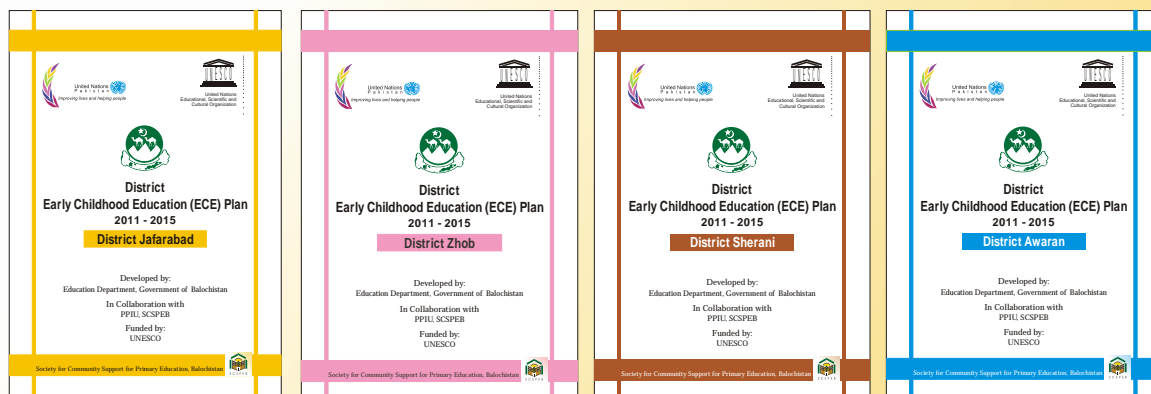 United Nations
Pakistan
Improving lives and helping people
UNESCO
United Nations
Educational, Scientific and
Cultural Organization
District
Early Childhood Education (ECE) Plan
2011 - 2015
District Jafarabad
Developed by:
Education Department, Government of Balochistan
In Collaboration with
PPIU, SCSPEB
Funded by:
UNESCO
Society for Community Support for Primary Education, Balochistan
SCSPEB
United Nations
Pakistan
Improving lives and helping people
UNESCO
United Nations
Educational, Scientific and
Cultural Organization
District
Early Childhood Education (ECE) Plan
2011 - 2015
District Zhob
Developed by:
Education Department, Government of Balochistan
In Collaboration with
PPIU, SCSPEB
Funded by:
UNESCO
Society for Community Support for Primary Education, Balochistan
SCSPEB
United Nations
Pakistan
Improving lives and helping people
UNESCO
United Nations
Educational, Scientific and
Cultural Organization
District
Early Childhood Education (ECE) Plan
2011 - 2015
District Sherani
Developed by:
Education Department, Government of Balochistan
In Collaboration with
PPIU, SCSPEB
Funded by:
UNESCO
Society for Community Support for Primary Education, Balochistan
SCSPEB
United Nations
Pakistan
Improving lives and helping people
UNESCO
United Nations
Educational, Scientific and
Cultural Organization
District
Early Childhood Education (ECE) Plan
2011 - 2015
District Awaran
Developed by:
Education Department, Government of Balochistan
In Collaboration with
PPIU, SCSPEB
Funded by:
UNESCO
Society for Community Support for Primary Education, Balochistan
SCSPEB